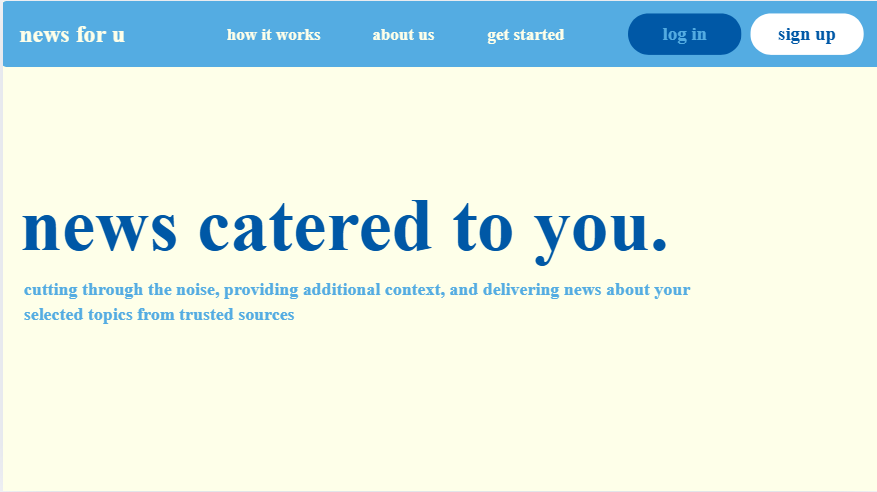 news for u how it works about us get started log in sign up
news catered to you.
cutting through the noise, providing additional context, and delivering news about your
selected topics from trusted sources